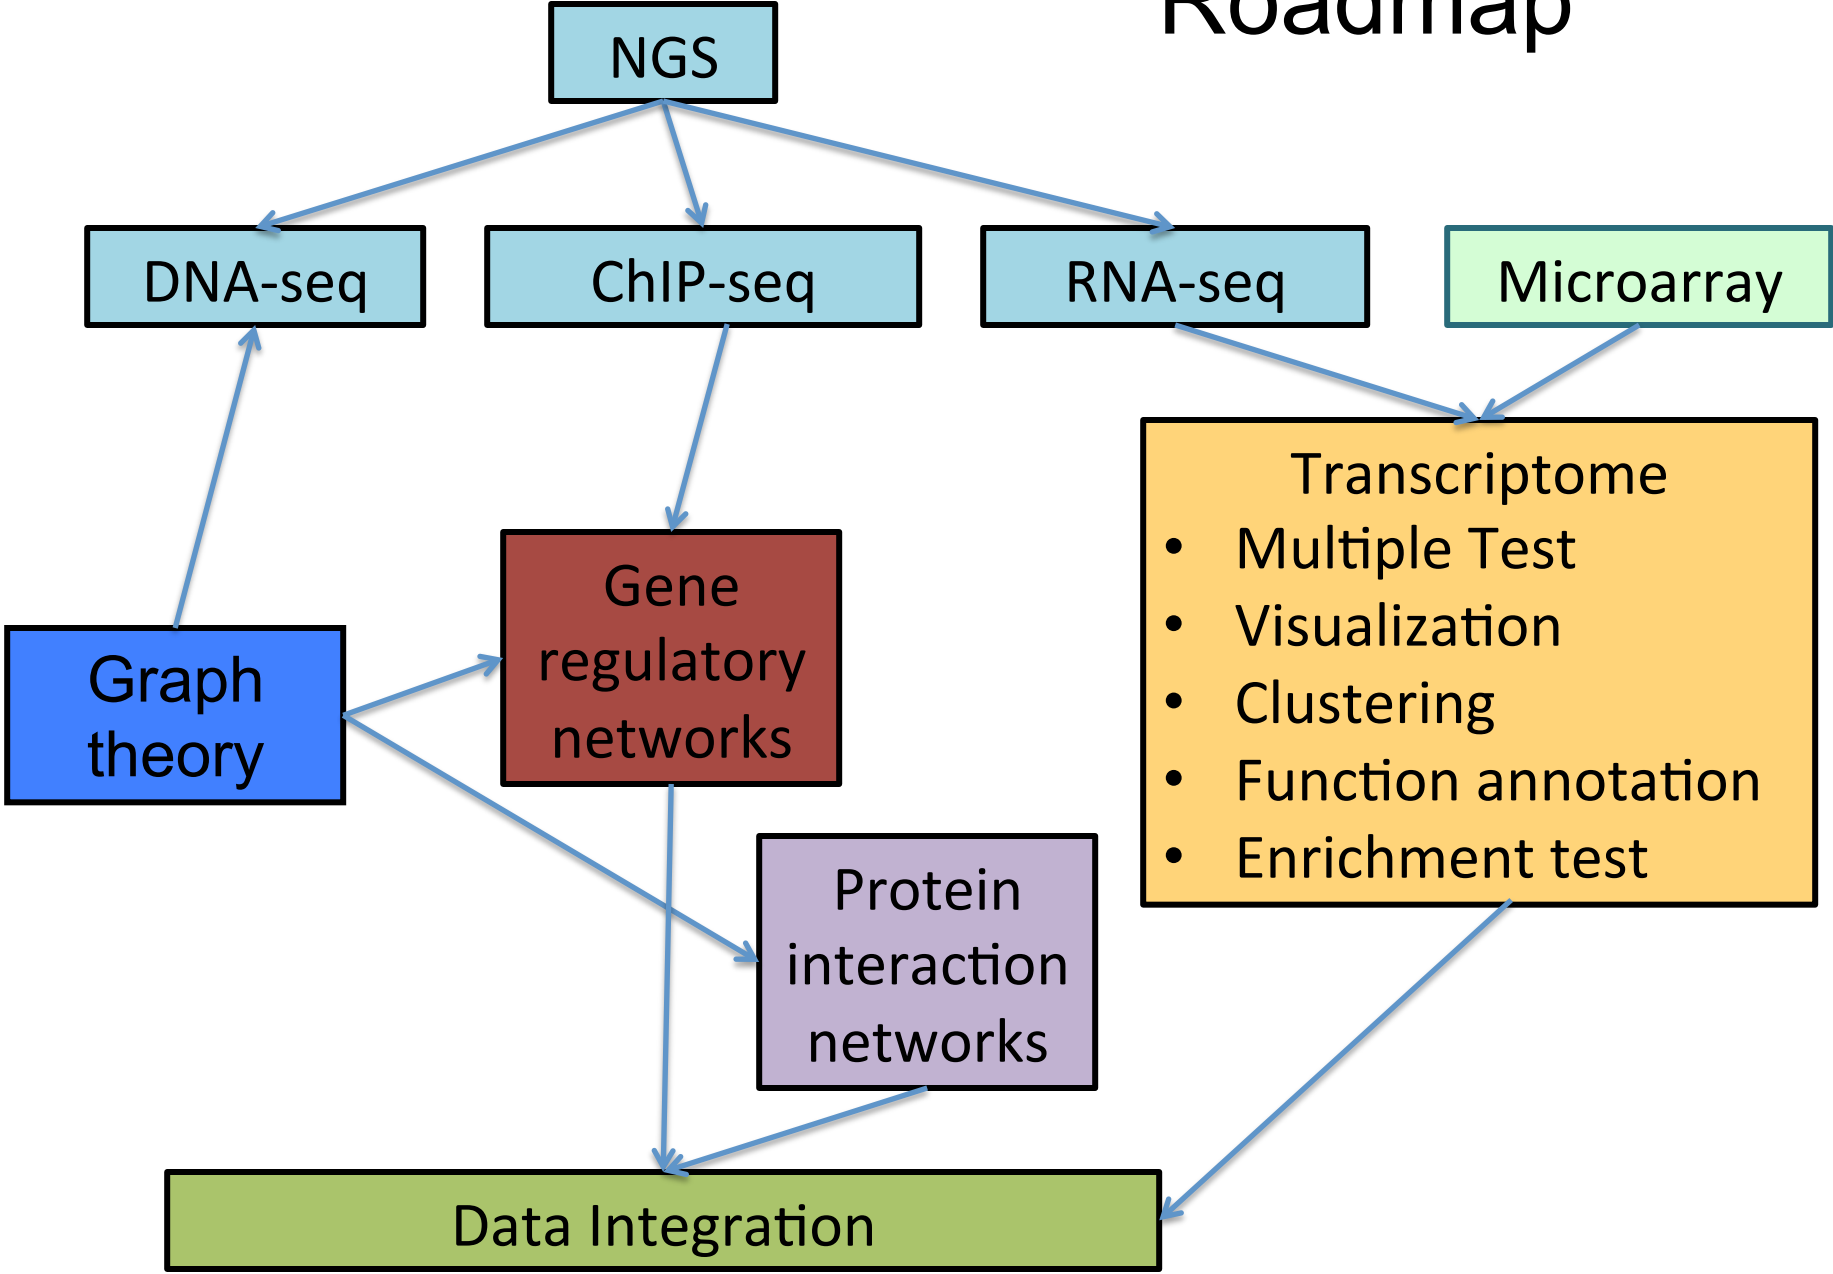 Roadmap
NGS
DNA-seq
ChIP-seq
RNA-seq
Microarray
Transcriptome
• Multiple Test
• Visualization
• Clustering
• Function annotation
• Enrichment test
Gene
regulatory
networks
Graph
theory
Protein
interaction
networks
Data Integration